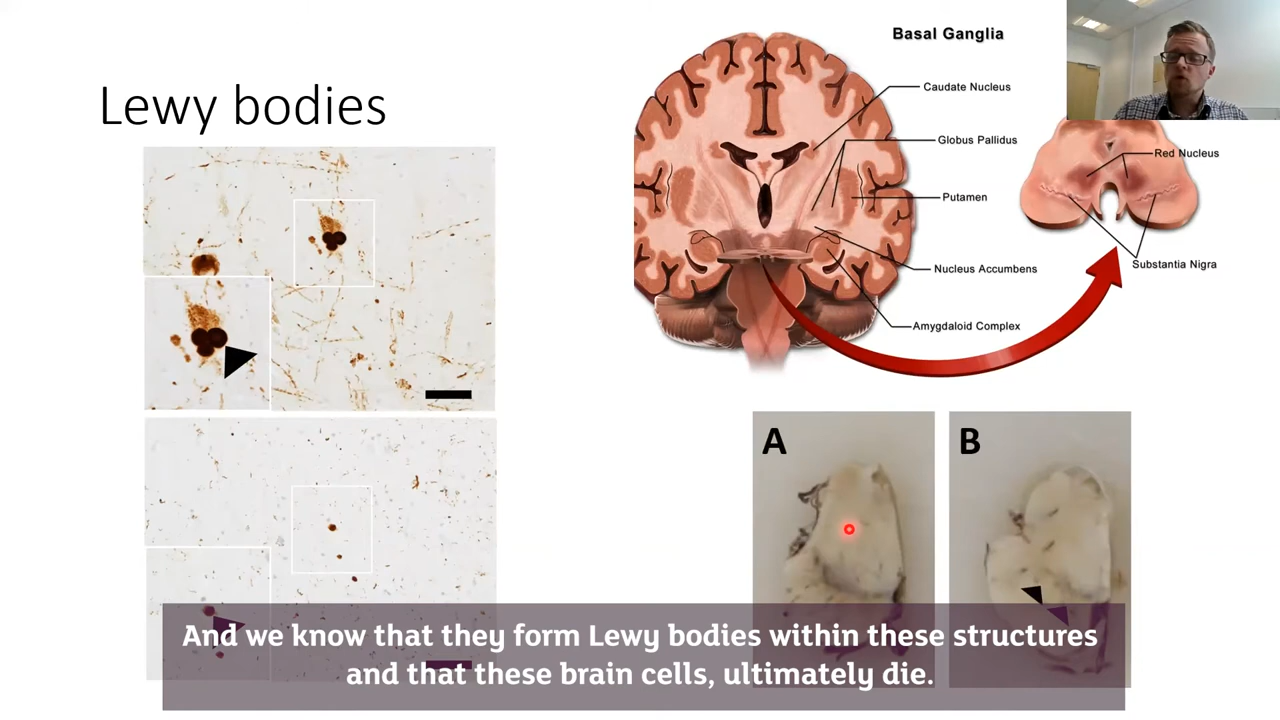 Lewy bodies
Basal Ganglia
Caudate Nucleus
Globus Pallidus
Putamen
Nucleus Accumbens
Amygdaloid Complex
Red Nucleus
Substantia Nigra
A
B
And we know that they form Lewy bodies within these structures
and that these brain cells, ultimately die.